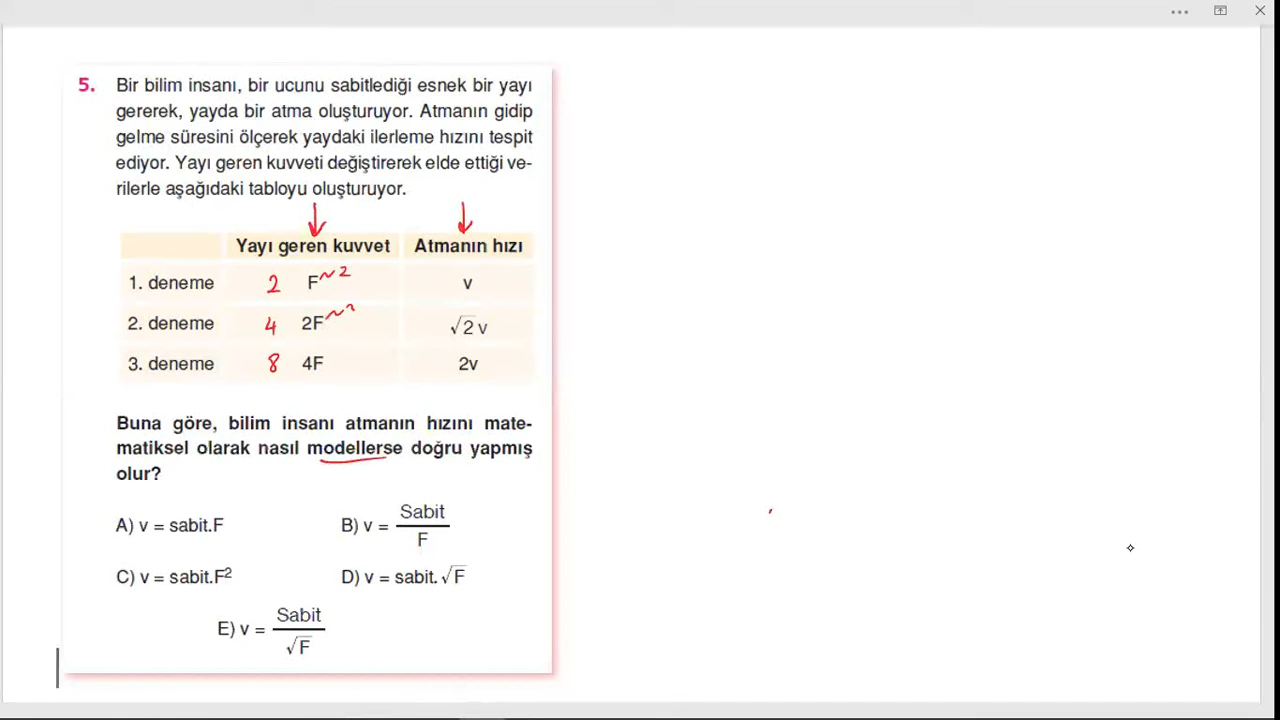 5. Bir bilim insanı, bir ucunu sabitlediği esnek bir yayı
gererek, yayda bir atma oluşturuyor. Atmanın gidip
gelme süresini ölçerek yaydaki ilerleme hızını tespit
ediyor. Yayı geren kuvveti değiştirerek elde ettiği ve-
rilerle aşağıdaki tabloyu oluşturuyor.
Yayı geren kuvvet Atmanın hızı
1. deneme 2 F ~2 v
2. deneme 4 2F √2 v
3. deneme 8 4F 2v
Buna göre, bilim insanı atmanın hızını mate-
matiksel olarak nasıl modellerse doğru yapmış
olur?
A) v = sabit.F B) v = Sabit/F
C) v = sabit.F² D) v = sabit.√F
E) v = Sabit/√F